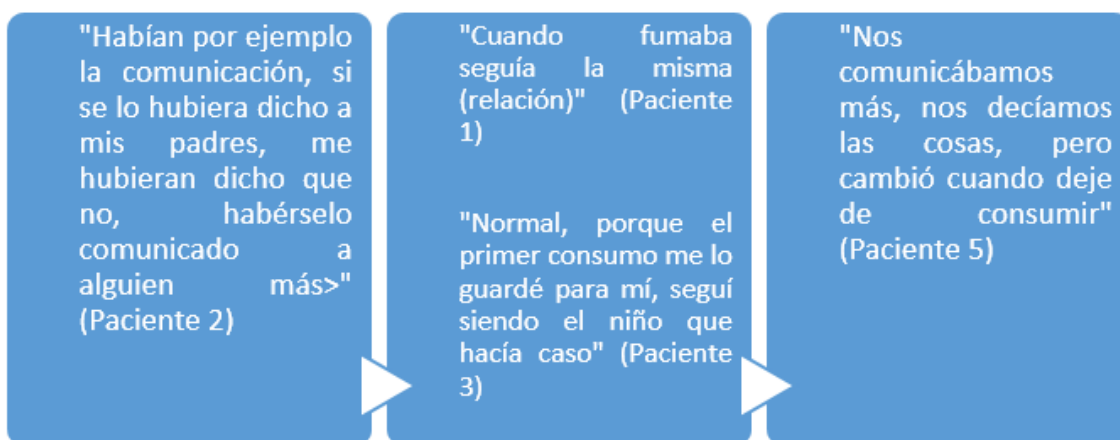 "Habían por ejemplo
la comunicación, si
se lo hubiera dicho a
mis padres, me
hubieran dicho que
no, habérselo
comunicado a
alguien más>"
(Paciente 2)
"Cuando fumaba
seguía la misma
(relación)" (Paciente
1)
"Normal, porque el
primer consumo me lo
guardé para mí, seguí
siendo el niño que
hacía caso" (Paciente
3)
"Nos
comunicábamos
más, nos decíamos
las cosas, pero
cambió cuando deje
de consumir"
(Paciente 5)